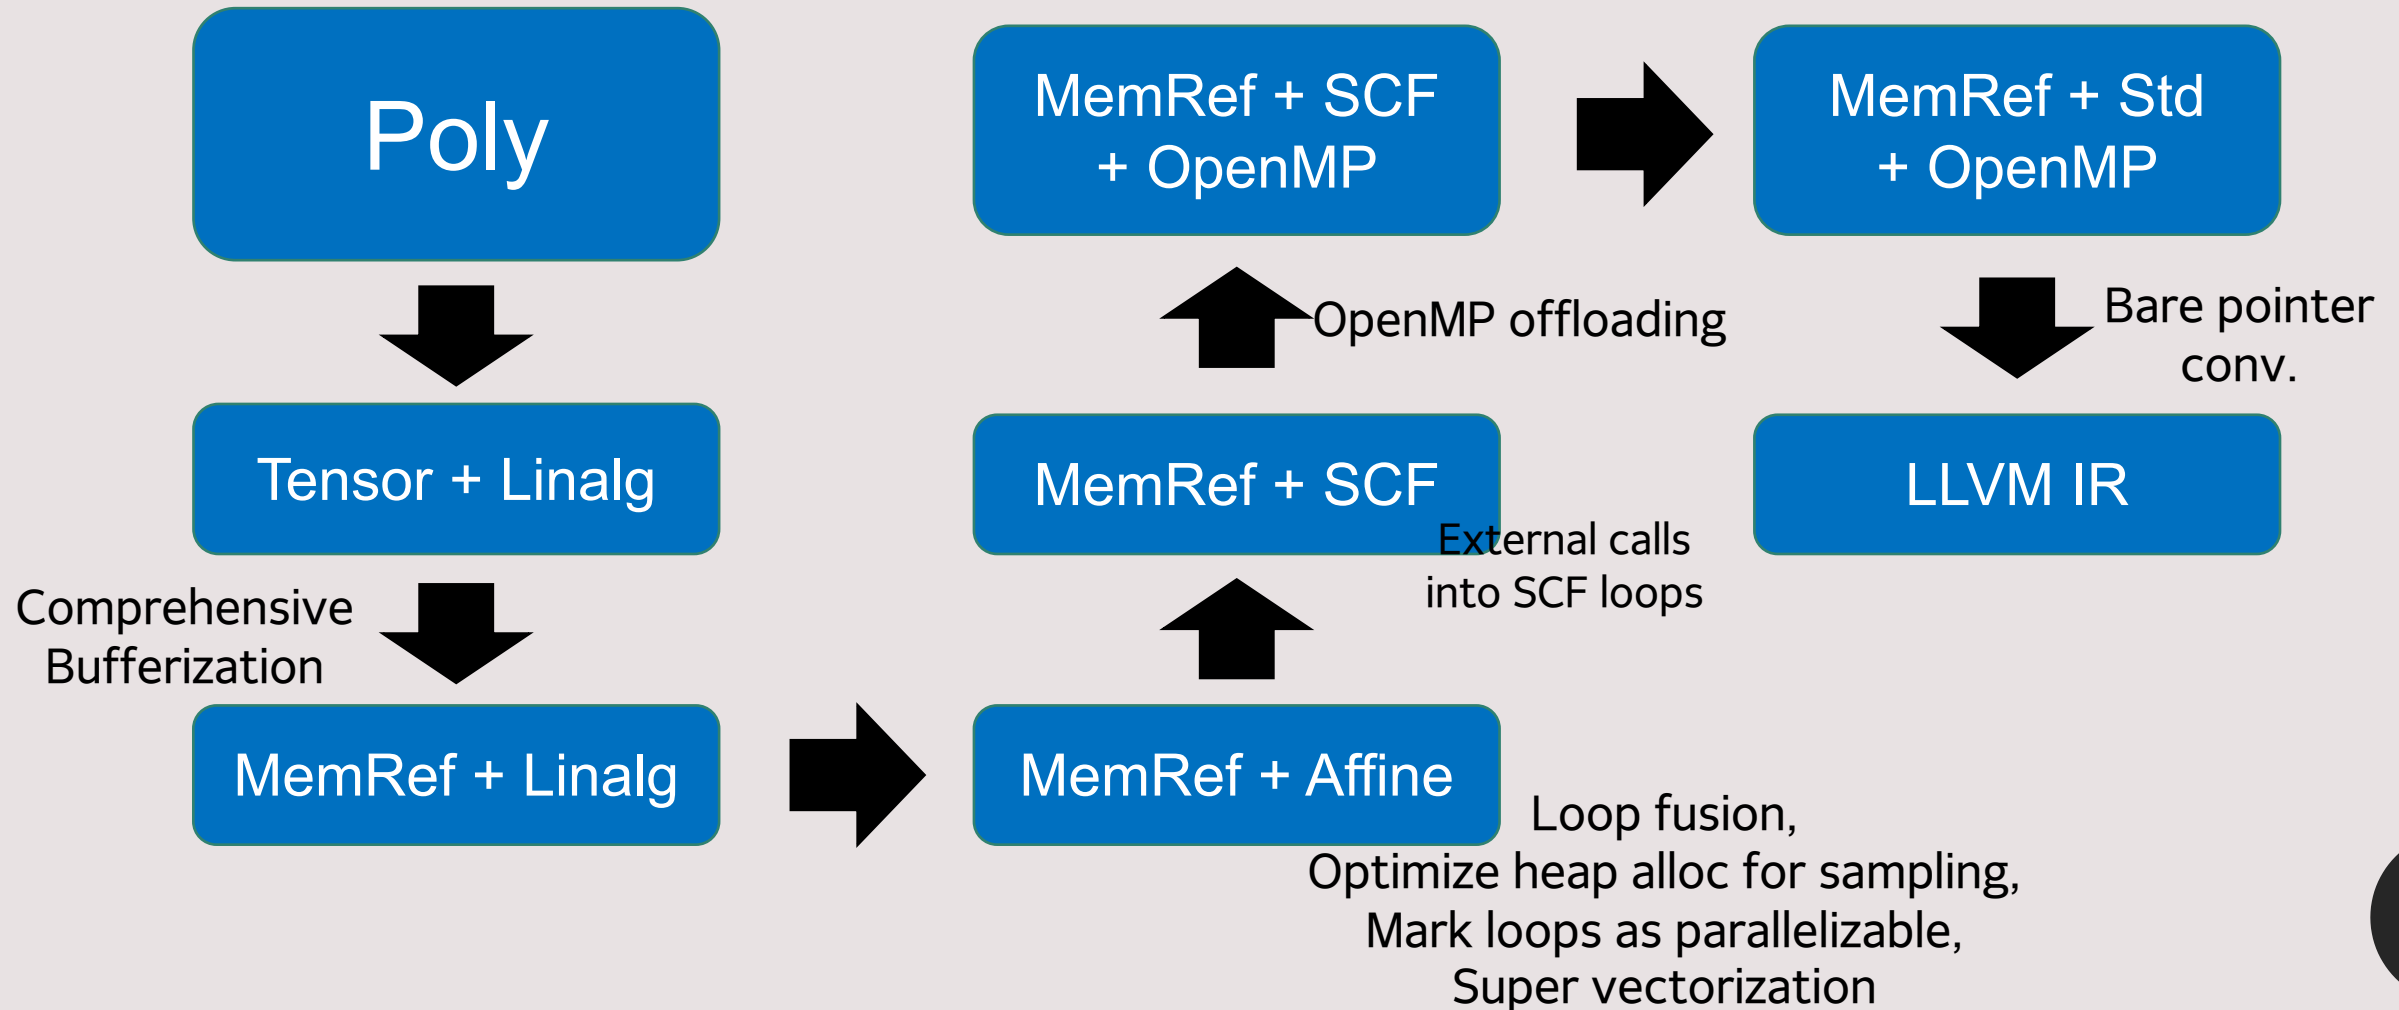 Poly
Tensor + Linalg
Comprehensive
Bufferization
MemRef + Linalg
MemRef + Affine
Loop fusion,
Optimize heap alloc for sampling,
Mark loops as parallelizable,
Super vectorization
MemRef + SCF
External calls
into SCF loops
OpenMP offloading
MemRef + SCF
+ OpenMP
MemRef + Std
+ OpenMP
Bare pointer
conv.
LLVM IR